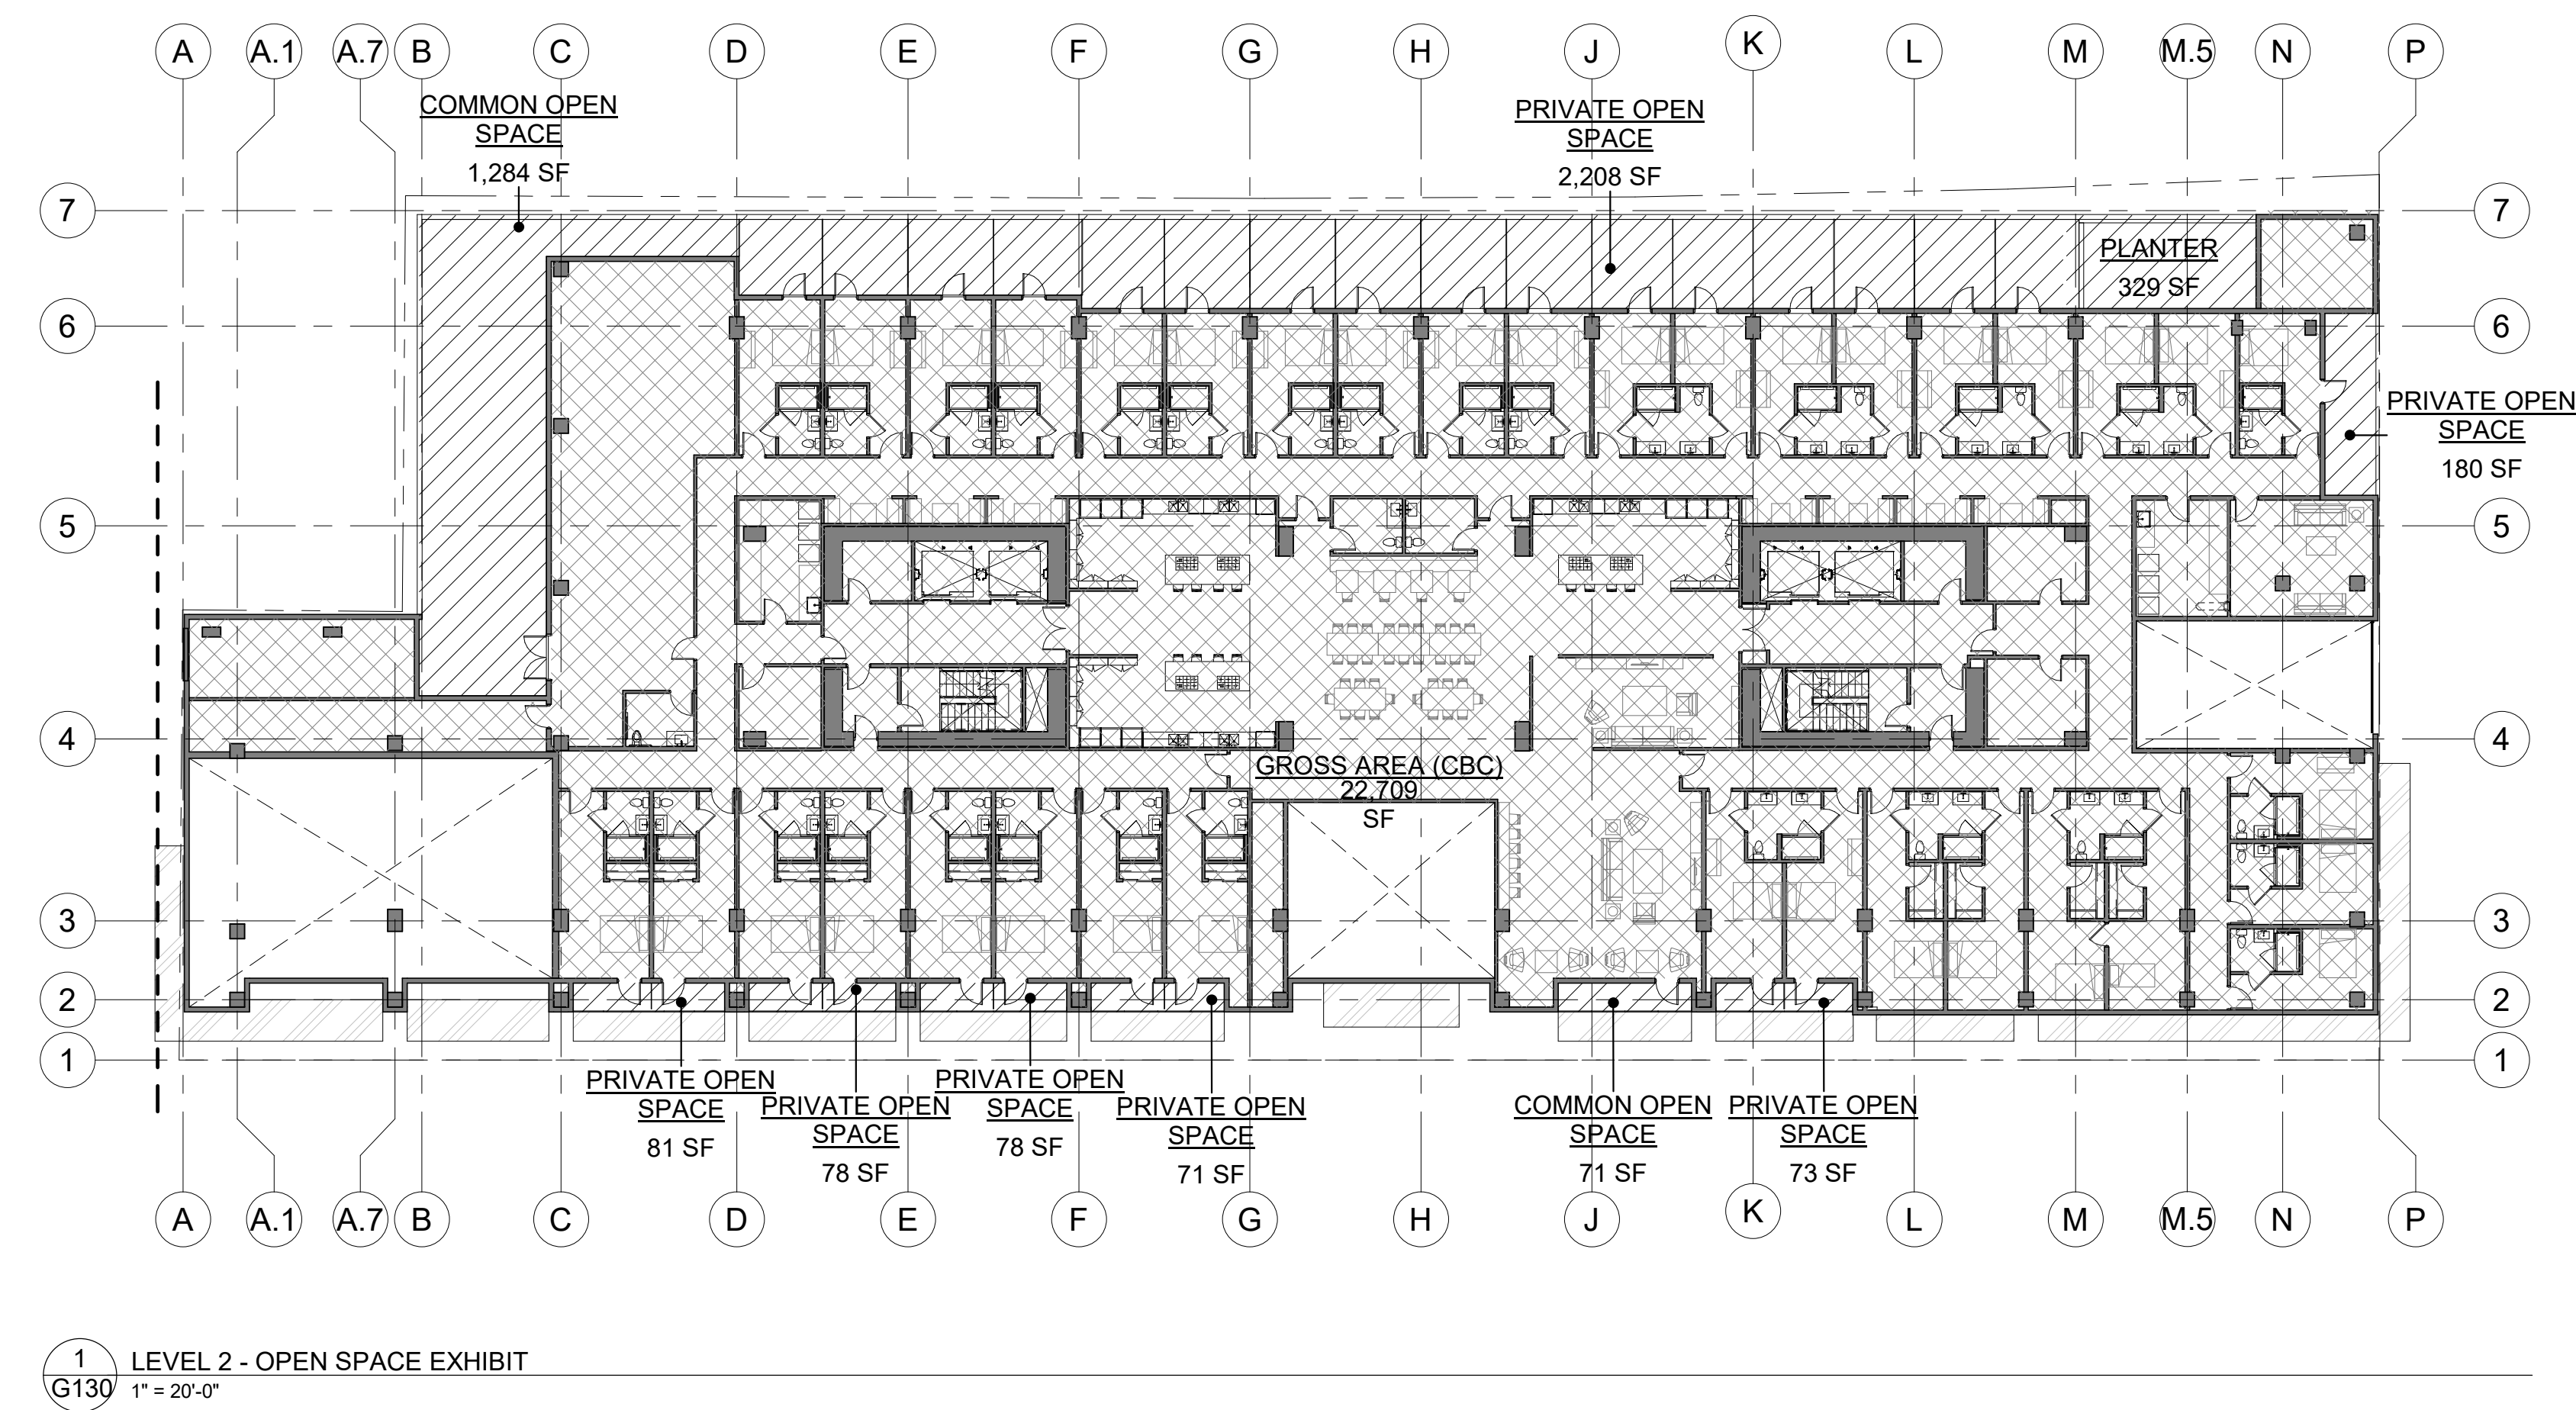 A
A.1
A.7
B
C
D
E
F
G
H
J
K
L
M
M.5
N
P
COMMON OPEN
SPACE
1,284 SF
PRIVATE OPEN
SPACE
2,208 SF
7
7
PLANTER
329 SF
6
6
PRIVATE OPEN
SPACE
180 SF
5
5
4
4
GROSS AREA (CBC)
22,709
SF
3
3
2
2
1
1
PRIVATE OPEN
SPACE
81 SF
PRIVATE OPEN
SPACE
78 SF
PRIVATE OPEN
SPACE
78 SF
PRIVATE OPEN
SPACE
71 SF
COMMON OPEN
SPACE
71 SF
PRIVATE OPEN
SPACE
73 SF
A
A.1
A.7
B
C
D
E
F
G
H
J
K
L
M
M.5
N
P
1
G130
LEVEL 2 - OPEN SPACE EXHIBIT
1" = 20'-0"